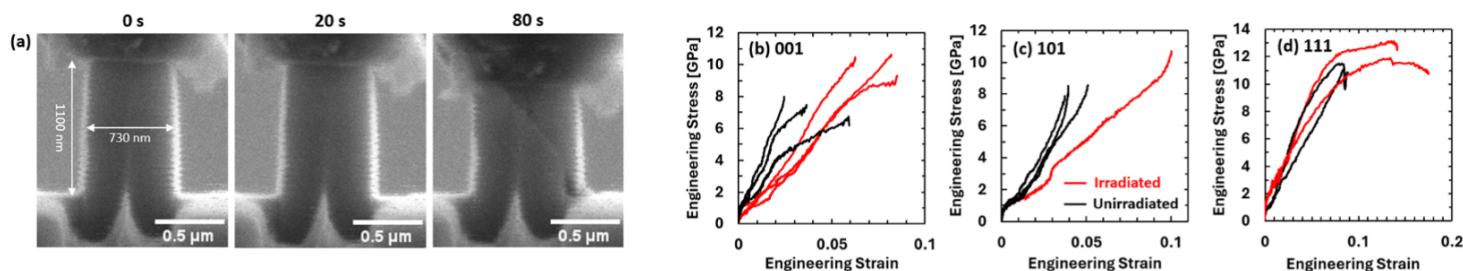 0 s
20 s
80 s
(a)
1100 nm
730 nm
0.5 µm
0.5 µm
0.5 µm
(b) 001
Engineering Stress [GPa]
12
10
8
6
4
2
0
0
0.05
0.1
Engineering Strain
(c) 101
Engineering Stress [GPa]
12
10
8
6
4
2
0
Irradiated
Unirradiated
0
0.05
0.1
Engineering Strain
(d) 111
Engineering Stress [GPa]
14
12
10
8
6
4
2
0
0
0.1
0.2
Engineering Strain